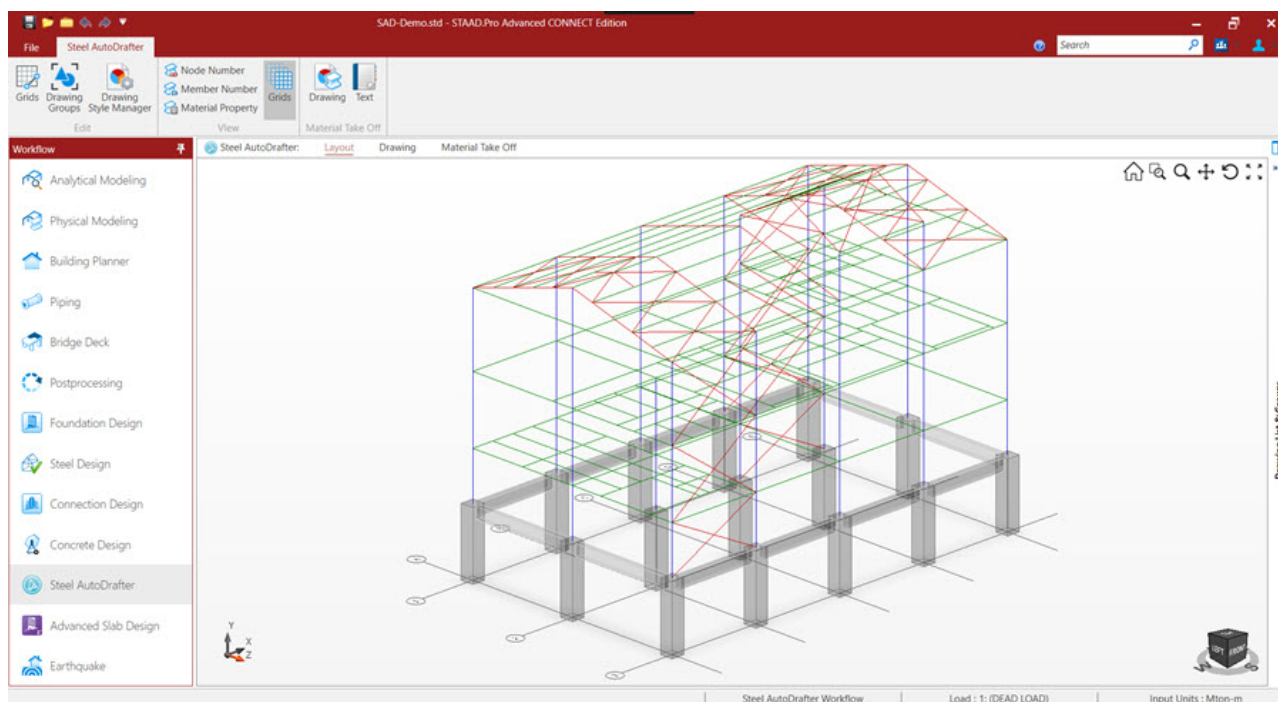 SAD-Demo.std - STAAD.Pro Advanced CONNECT Edition
File Steel AutoDrafter Search
Grids Drawing Groups Drawing Style Manager
Node Number
Member Number
Material Property
Grids
Drawing Text
Edit View Material Take Off
Workflow
Steel AutoDrafter: Layout Drawing Material Take Off
Analytical Modeling
Physical Modeling
Building Planner
Piping
Bridge Deck
Postprocessing
Foundation Design
Steel Design
Connection Design
Concrete Design
Steel AutoDrafter
Advanced Slab Design
Earthquake
Y
X
Z
LEFT FRONT
Steel AutoDrafter Workflow Load : 1: (DEAD LOAD) Input Units : Mton-m